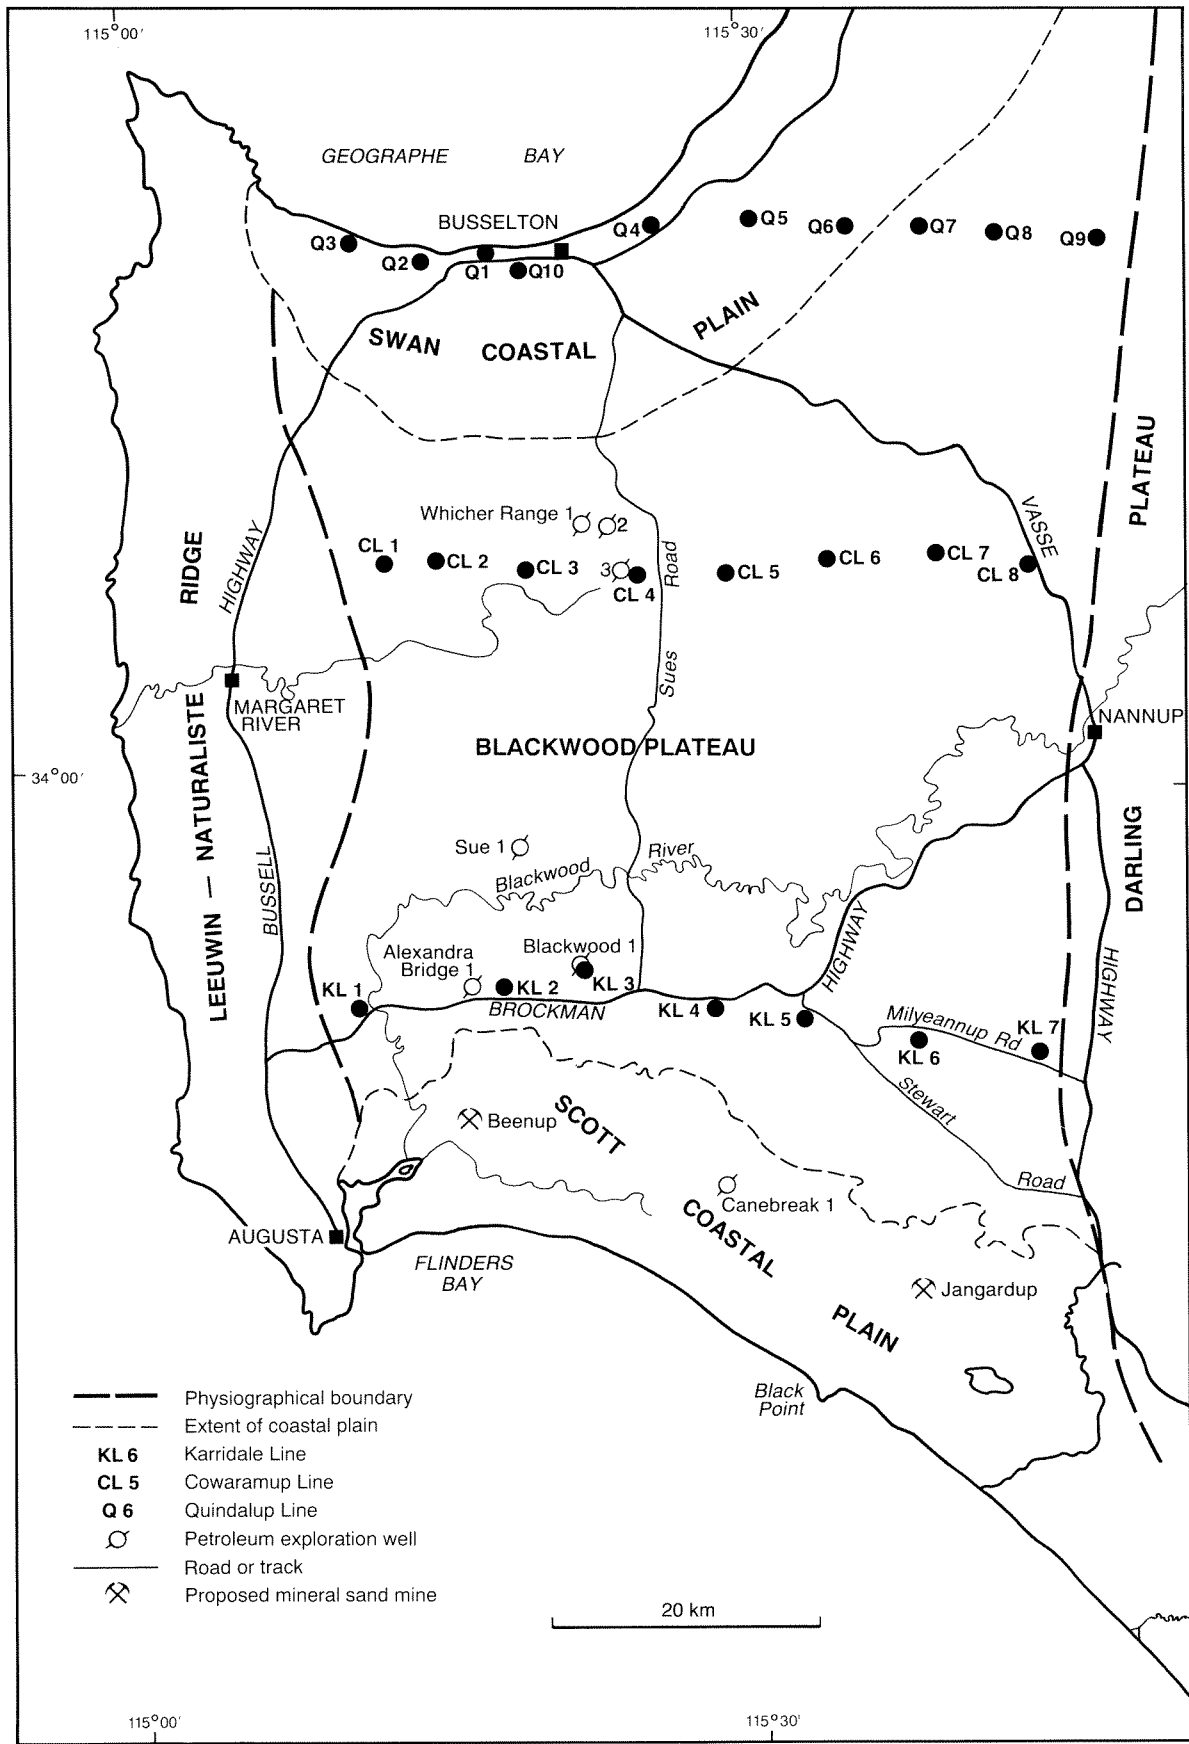 115°00'
115°30'
GEOGRAPHE BAY
BUSSELTON
Q3
Q2
Q1
Q10
Q4
Q5
Q6
Q7
Q8
Q9
SWAN COASTAL PLAIN
PLATEAU
VASSE
Whicher Range 1
2
3
Road
CL 1
CL 2
CL 3
CL 4
CL 5
CL 6
CL 7
CL 8
RIDGE
HIGHWAY
Sues
MARGARET
RIVER
NANNUP
BLACKWOOD PLATEAU
34°00'
LEEUWIN — NATURALISTE
BUSSELL
DARLING
Sue 1
Blackwood River
HIGHWAY
HIGHWAY
Alexandra
Bridge 1
Blackwood 1
KL 1
KL 2
KL 3
KL 4
KL 5
KL 6
KL 7
BROCKMAN
Milyeannup Rd
Stewart
Road
Beenup
SCOTT
COASTAL
PLAIN
Canebreak 1
AUGUSTA
FLINDERS
BAY
Jangardup
Black
Point
Physiographical boundary
Extent of coastal plain
KL 6 Karridale Line
CL 5 Cowaramup Line
Q 6 Quindalup Line
Petroleum exploration well
Road or track
Proposed mineral sand mine
20 km
115°00'
115°30'